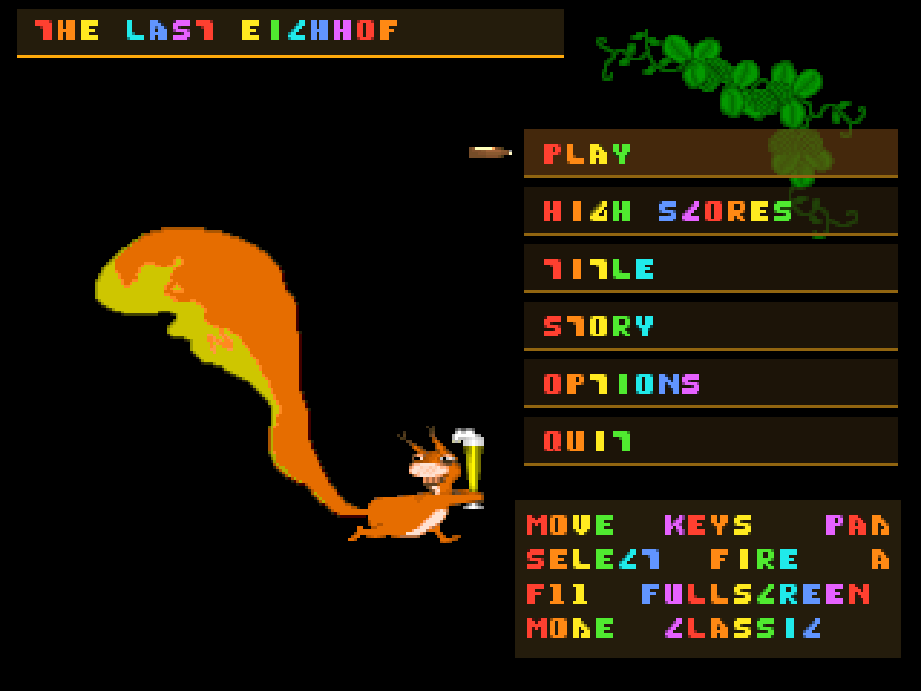 THE LAST EICHHOF
PLAY
HIGH SCORES
TITLE
STORY
OPTIONS
QUIT
MOVE KEYS PAD
SELECT FIRE A
F11 FULLSCREEN
MODE CLASSIC